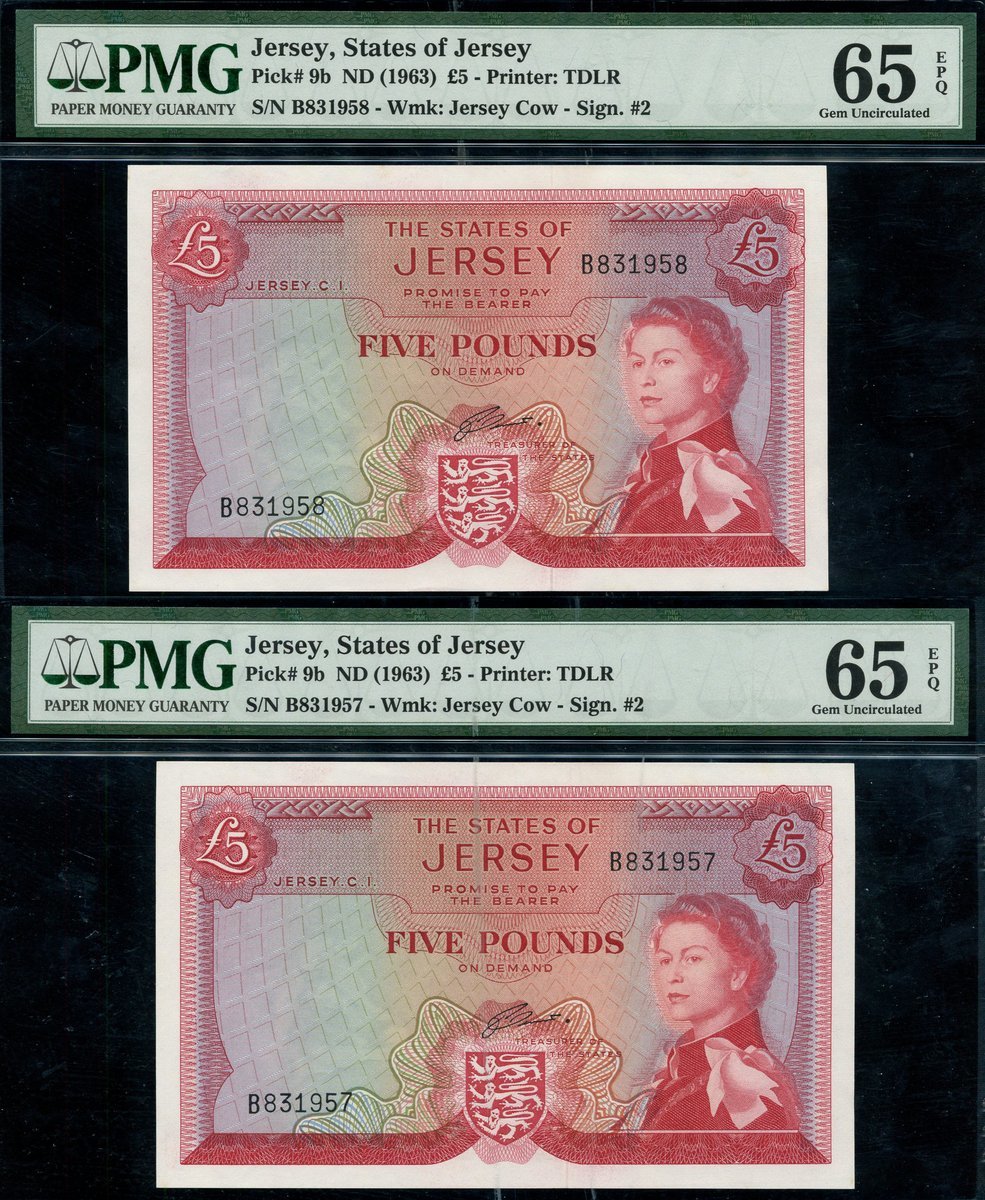 PMG
PAPER MONEY GUARANTY
Jersey, States of Jersey
Pick# 9b ND (1963) £5 - Printer: TDLR
S/N B831958 - Wmk: Jersey Cow - Sign. #2
65 EPQ
Gem Uncirculated
£5
£5
THE STATES OF
JERSEY B831958
JERSEY. C. I.
PROMISE TO PAY
THE BEARER
FIVE POUNDS
ON DEMAND
TREASURER OF
THE STATES
B831958
PMG
PAPER MONEY GUARANTY
Jersey, States of Jersey
Pick# 9b ND (1963) £5 - Printer: TDLR
S/N B831957 - Wmk: Jersey Cow - Sign. #2
65 EPQ
Gem Uncirculated
£5
£5
THE STATES OF
JERSEY B831957
JERSEY. C. I.
PROMISE TO PAY
THE BEARER
FIVE POUNDS
ON DEMAND
TREASURER OF
THE STATES
B831957